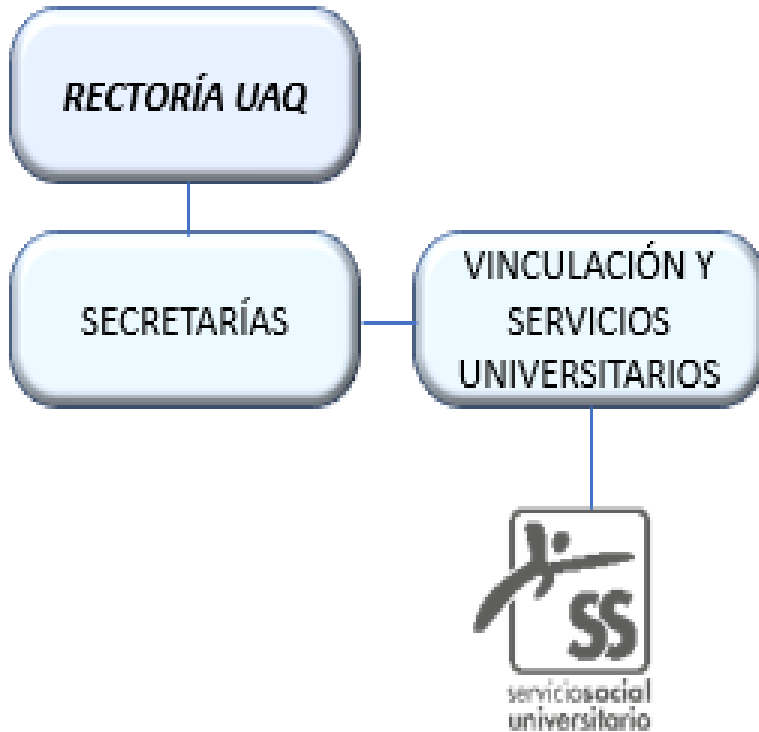 RECTORÍA UAQ
SECRETARÍAS
VINCULACIÓN Y
SERVICIOS
UNIVERSITARIOS
SS
serviciosocial
universitario